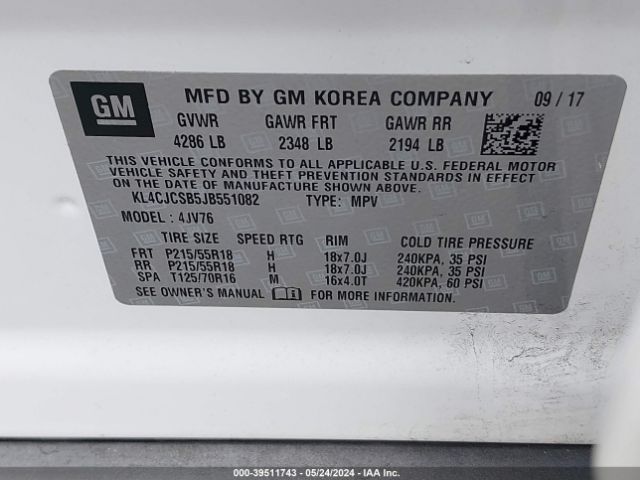 GM
MFD BY GM KOREA COMPANY 09 / 17
GVWR GAWR FRT GAWR RR
4286 LB 2348 LB 2194 LB
THIS VEHICLE CONFORMS TO ALL APPLICABLE U.S. FEDERAL MOTOR
VEHICLE SAFETY AND THEFT PREVENTION STANDARDS IN EFFECT ON
THE DATE OF MANUFACTURE SHOWN ABOVE.
KL4CJCSB5JB551082 TYPE: MPV
MODEL : 4JV76
TIRE SIZE SPEED RTG RIM COLD TIRE PRESSURE
FRT P215/55R18 H 18x7.0J 240KPA, 35 PSI
RR P215/55R18 H 18x7.0J 240KPA, 35 PSI
SPA T125/70R16 M 16x4.0T 420KPA, 60 PSI
SEE OWNER'S MANUAL FOR MORE INFORMATION
000-39511743 - 05/24/2024 - IAA Inc.